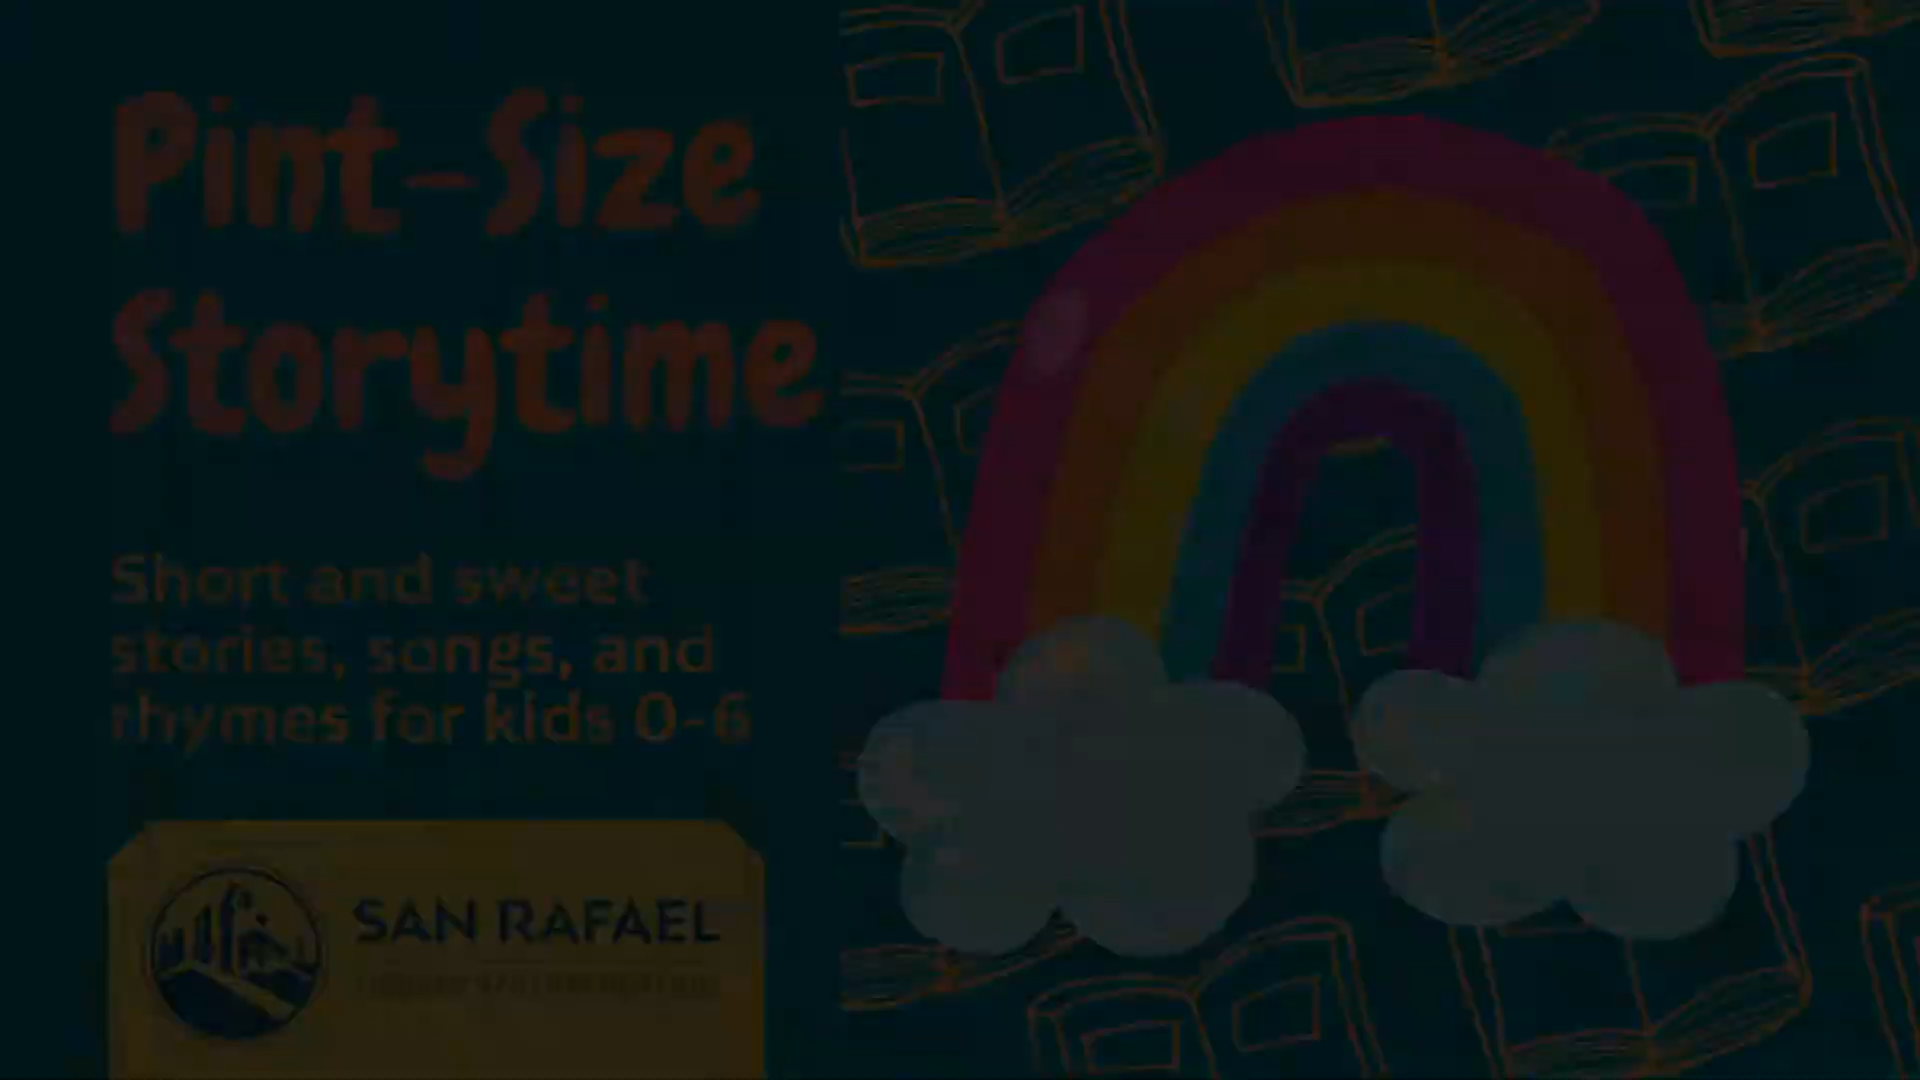 Pint-Size
Storytime
Short and sweet
stories, songs, and
rhymes for kids 0-6
SAN RAFAEL